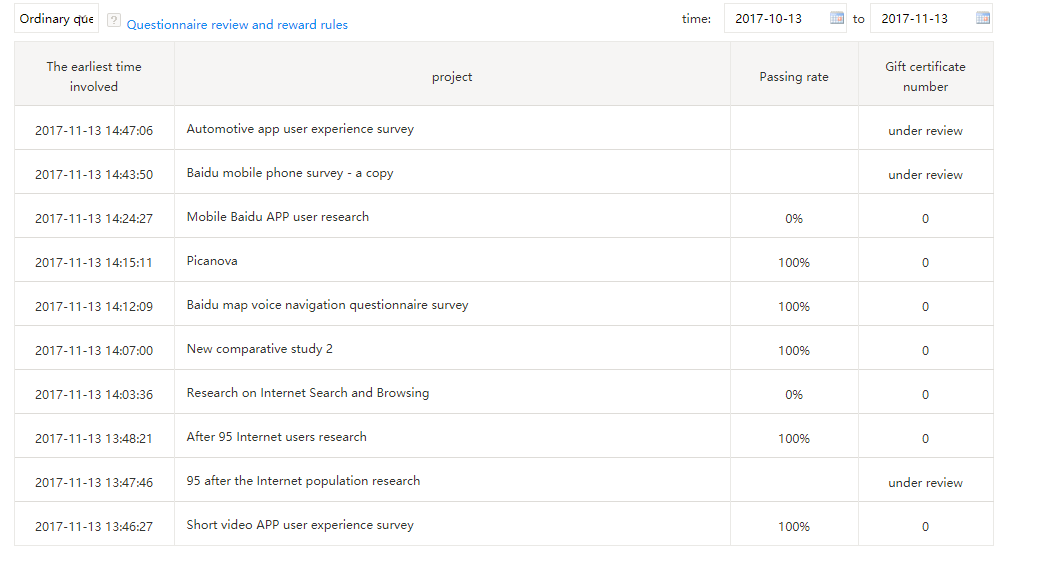 Ordinary que
?
Questionnaire review and reward rules
time: 2017-10-13 to 2017-11-13
The earliest time
involved
project
Passing rate
Gift certificate
number
2017-11-13 14:47:06 Automotive app user experience survey under review
2017-11-13 14:43:50 Baidu mobile phone survey - a copy under review
2017-11-13 14:24:27 Mobile Baidu APP user research 0% 0
2017-11-13 14:15:11 Picanova 100% 0
2017-11-13 14:12:09 Baidu map voice navigation questionnaire survey 100% 0
2017-11-13 14:07:00 New comparative study 2 100% 0
2017-11-13 14:03:36 Research on Internet Search and Browsing 0% 0
2017-11-13 13:48:21 After 95 Internet users research 100% 0
2017-11-13 13:47:46 95 after the Internet population research under review
2017-11-13 13:46:27 Short video APP user experience survey 100% 0